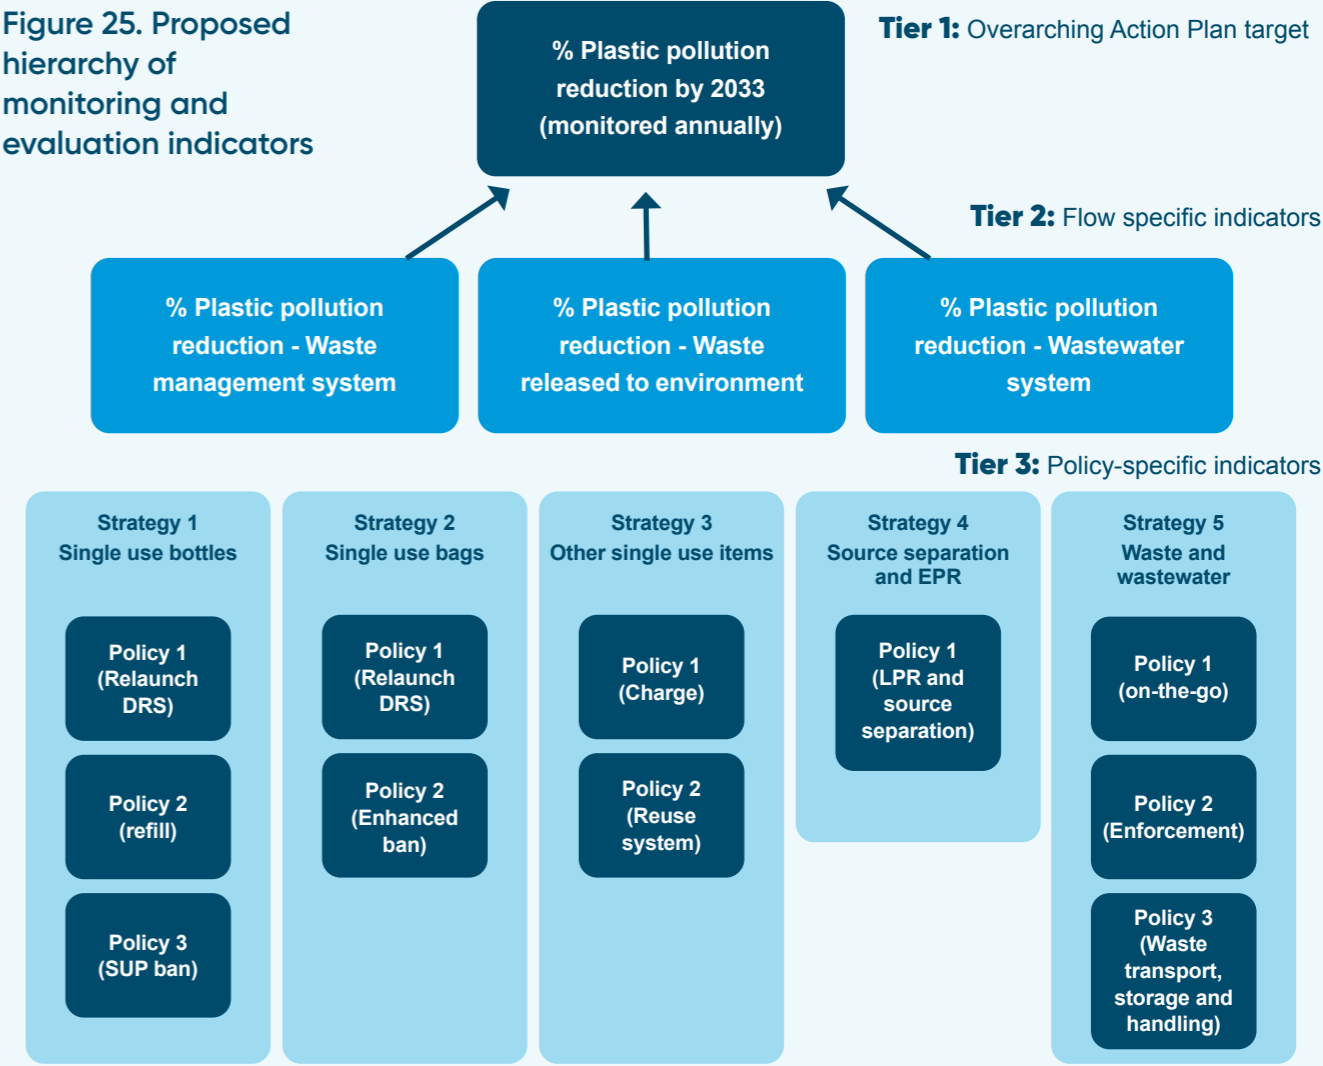 Figure 25. Proposed
hierarchy of
monitoring and
evaluation indicators
% Plastic pollution
reduction by 2033
(monitored annually)
Tier 1: Overarching Action Plan target
Tier 2: Flow specific indicators
% Plastic pollution
reduction - Waste
management system
% Plastic pollution
reduction - Waste
released to environment
% Plastic pollution
reduction - Wastewater
system
Tier 3: Policy-specific indicators
Strategy 1
Single use bottles
Policy 1
(Relaunch
DRS)
Policy 2
(refill)
Policy 3
(SUP ban)
Strategy 2
Single use bags
Policy 1
(Relaunch
DRS)
Policy 2
(Enhanced
ban)
Strategy 3
Other single use items
Policy 1
(Charge)
Policy 2
(Reuse
system)
Strategy 4
Source separation
and EPR
Policy 1
(LPR and
source
separation)
Strategy 5
Waste and
wastewater
Policy 1
(on-the-go)
Policy 2
(Enforcement)
Policy 3
(Waste
transport,
storage and
handling)